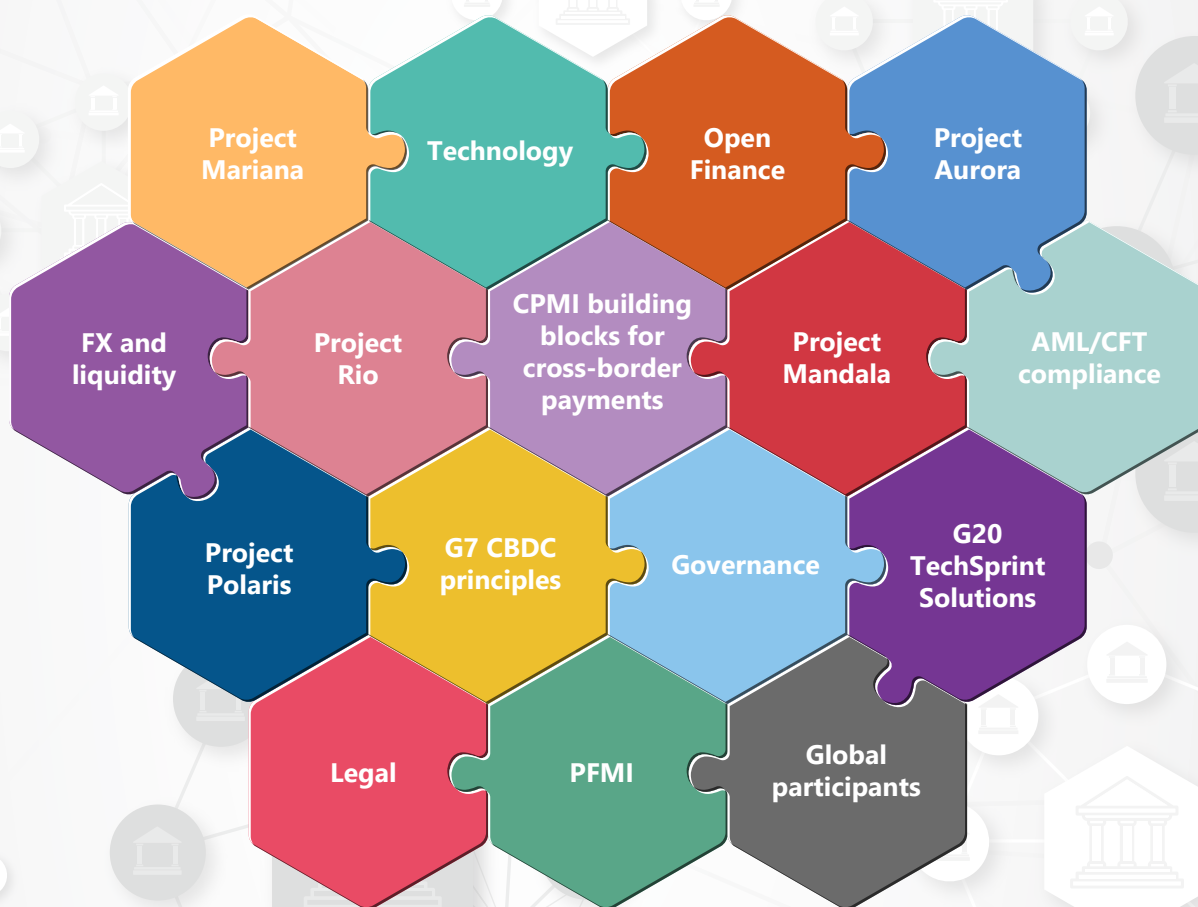 Project
Mariana
Technology
Open
Finance
Project
Aurora
FX and
liquidity
Project
Rio
CPMI building
blocks for
cross-border
payments
Project
Mandala
AML/CFT
compliance
Project
Polaris
G7 CBDC
principles
Governance
G20
TechSprint
Solutions
Legal
PFMI
Global
participants